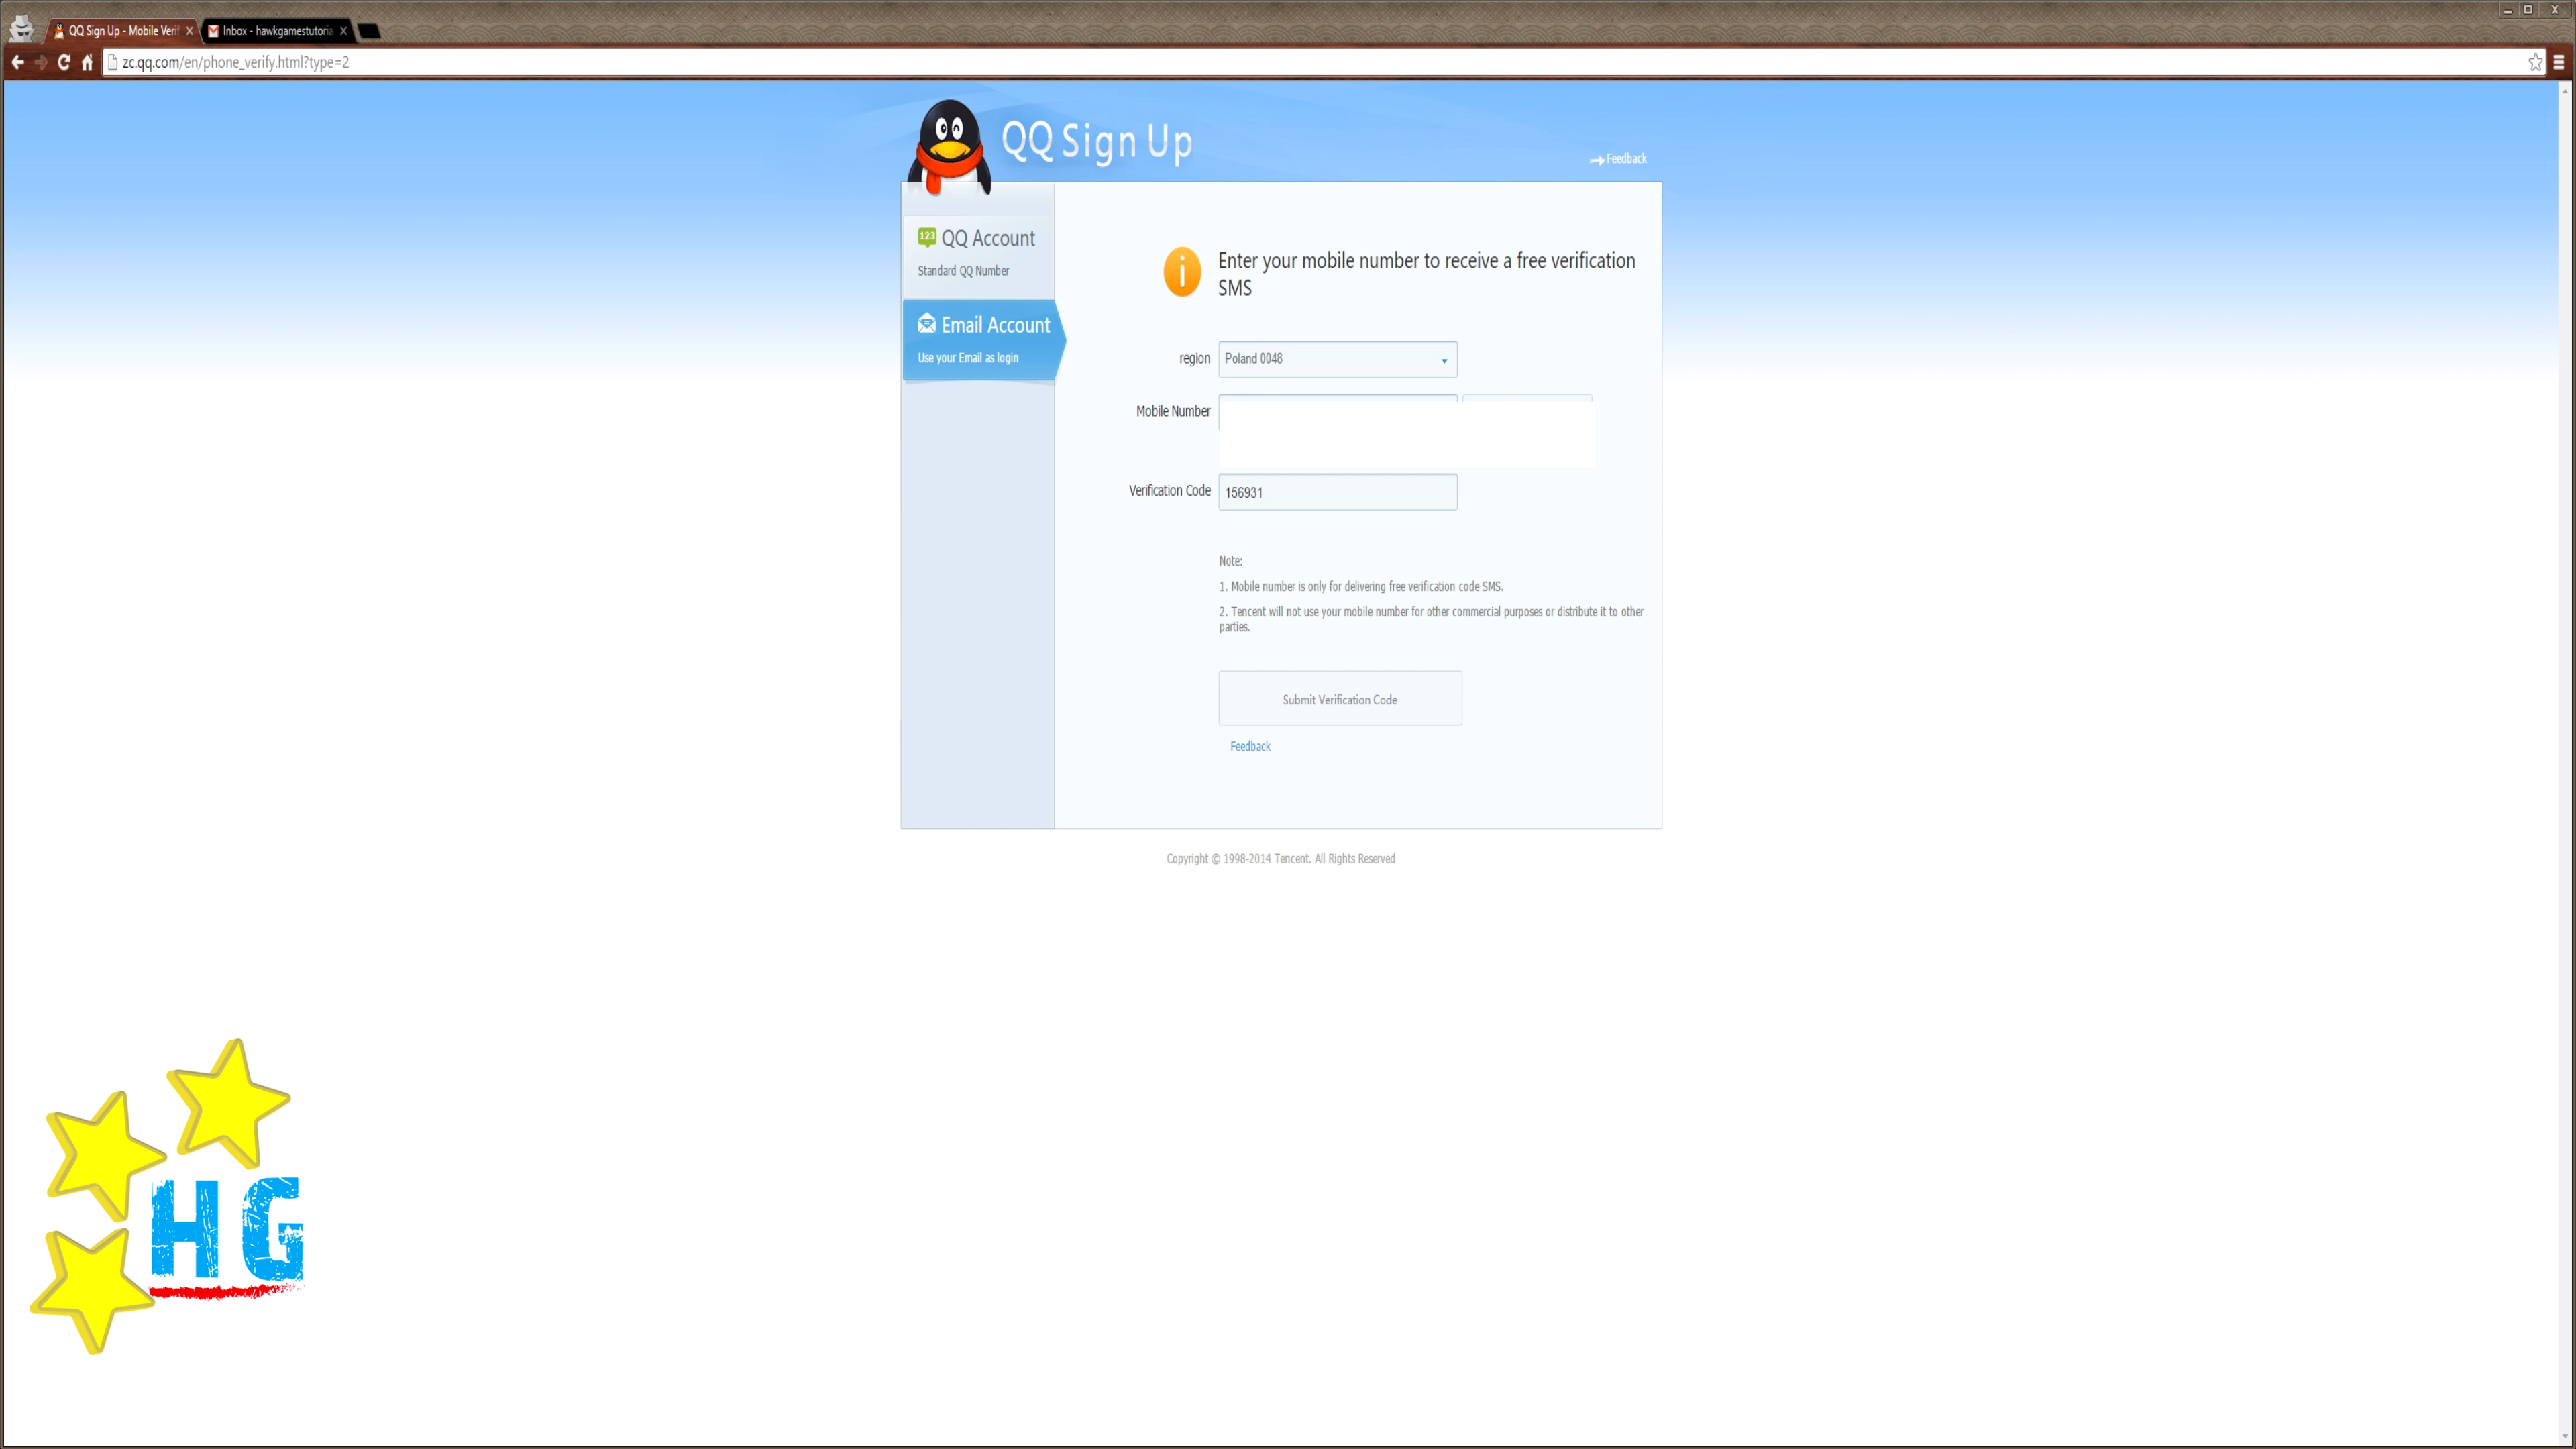 QQ Sign Up - Mobile Verif
Inbox - hawkgamestutoria
zc.qq.com/en/phone_verify.html?type=2
QQ Sign Up
Feedback
123 QQ Account
Standard QQ Number
Email Account
Use your Email as login
Enter your mobile number to receive a free verification
SMS
region Poland 0048
Mobile Number
Verification Code 156931
Note:
1. Mobile number is only for delivering free verification code SMS.
2. Tencent will not use your mobile number for other commercial purposes or distribute it to other
parties.
Submit Verification Code
Feedback
Copyright © 1998-2014 Tencent. All Rights Reserved
HG